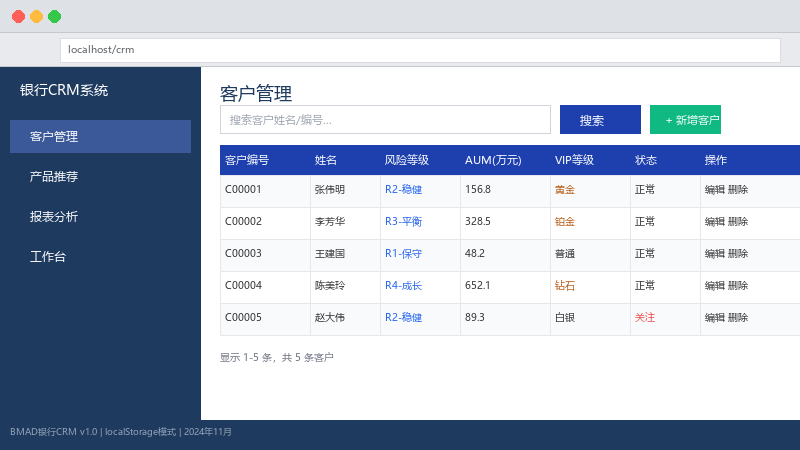 localhost/crm
银行CRM系统
客户管理
产品推荐
报表分析
工作台
客户管理
搜索客户姓名/编号... 搜索 + 新增客户
客户编号 姓名 风险等级 AUM(万元) VIP等级 状态 操作
C00001 张伟明 R2-稳健 156.8 黄金 正常 编辑 删除
C00002 李芳华 R3-平衡 328.5 铂金 正常 编辑 删除
C00003 王建国 R1-保守 48.2 普通 正常 编辑 删除
C00004 陈美玲 R4-成长 652.1 钻石 正常 编辑 删除
C00005 赵大伟 R2-稳健 89.3 白银 关注 编辑 删除
显示 1-5 条，共 5 条客户
BMAD银行CRM v1.0 | localStorage模式 | 2024年11月